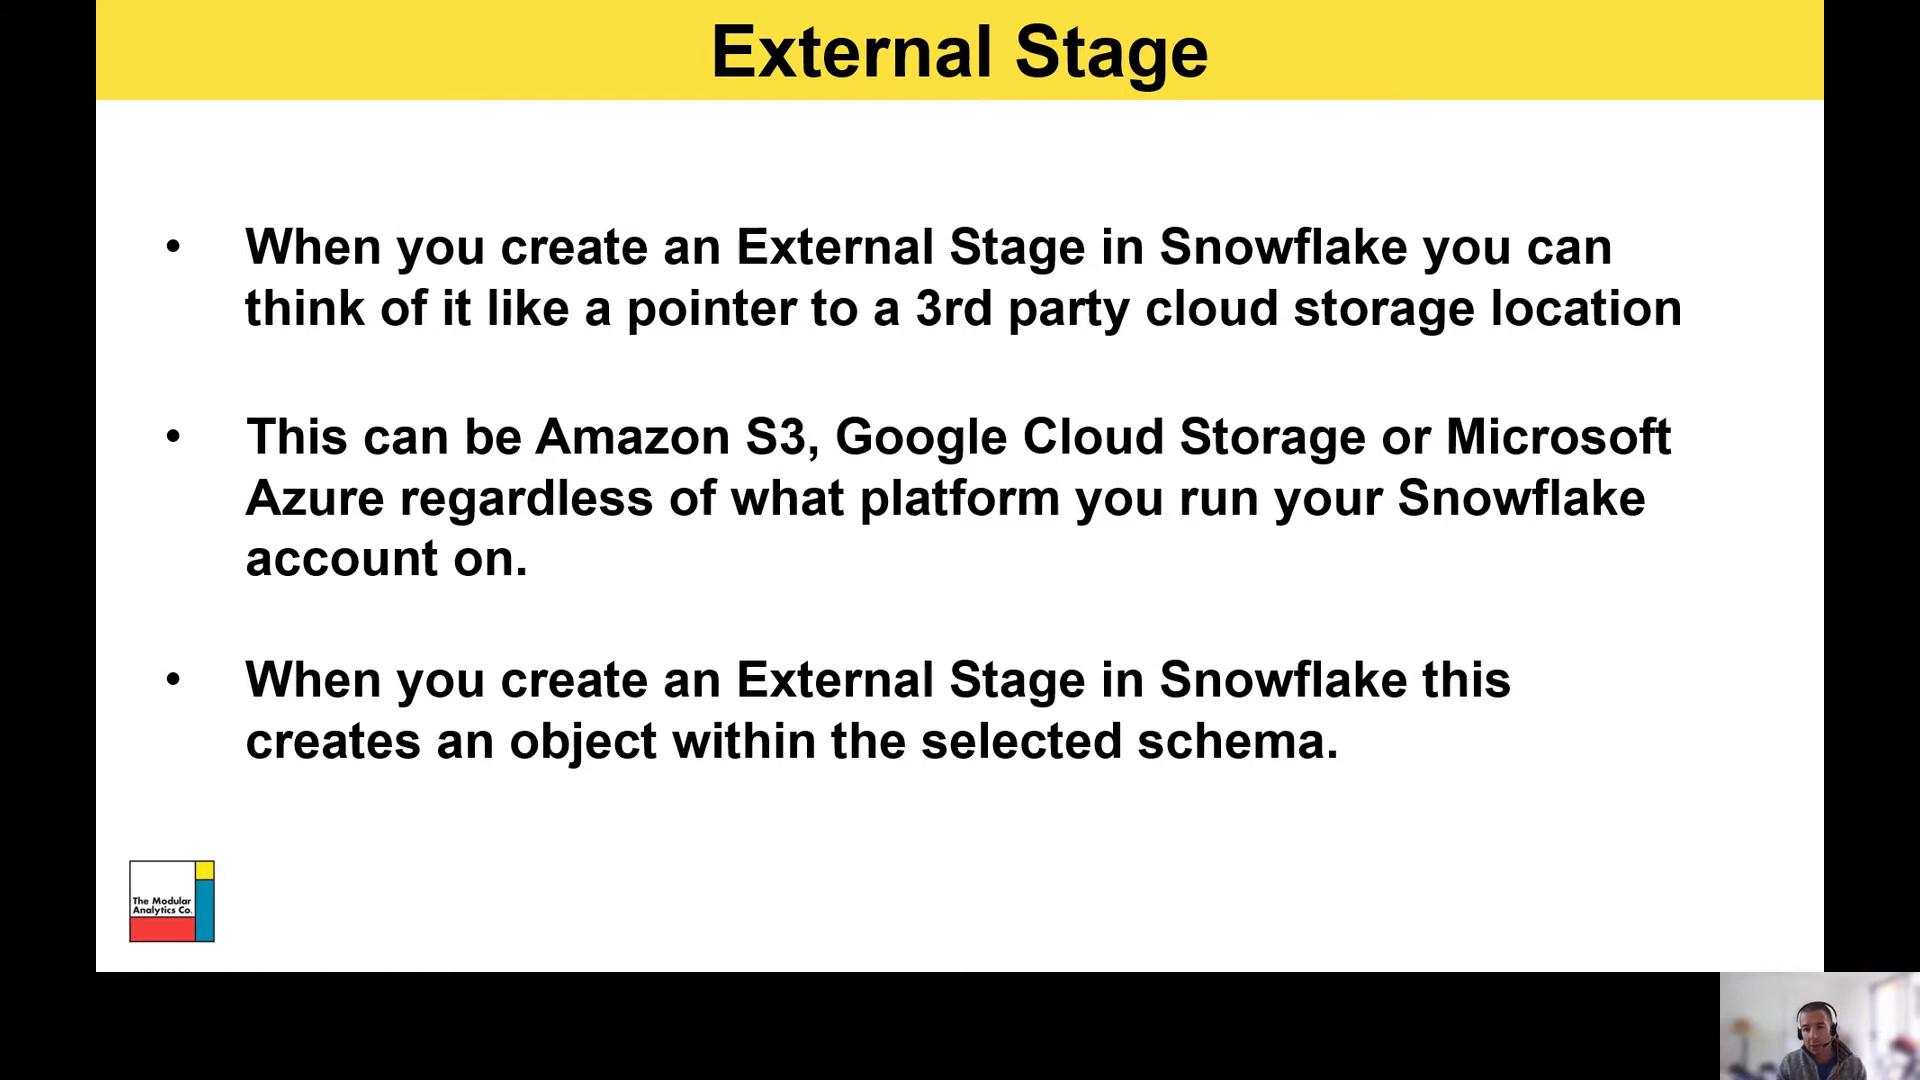 External Stage
• When you create an External Stage in Snowflake you can
think of it like a pointer to a 3rd party cloud storage location
• This can be Amazon S3, Google Cloud Storage or Microsoft
Azure regardless of what platform you run your Snowflake
account on.
• When you create an External Stage in Snowflake this
creates an object within the selected schema.
The Modular
Analytics Co.